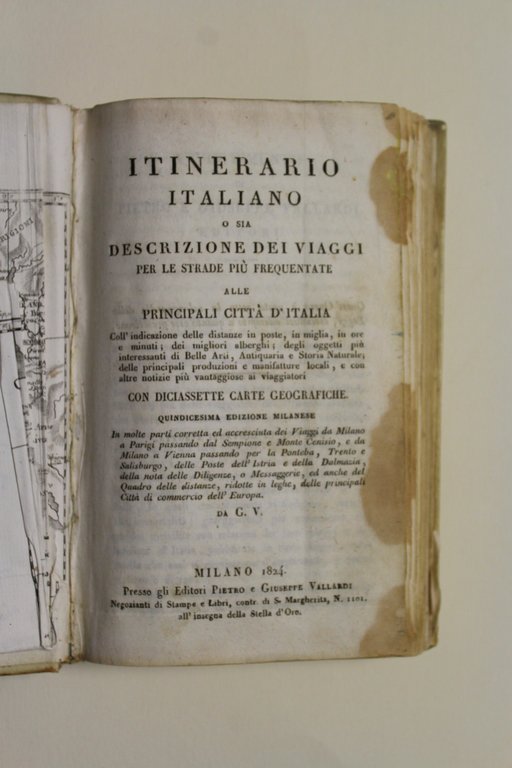 ITINERARIO
ITALIANO
O SIA
DESCRIZIONE DEI VIAGGI
PER LE STRADE PIÙ FREQUENTATE
ALLE
PRINCIPALI CITTÀ D'ITALIA
Coll' indicazione delle distanze in poste, in miglia, in ore
e minuti; dei migliori alberghi; degli oggetti più
interessanti di Belle Arti, Antiquaria e Storia Naturale;
delle principali produzioni e manifatture locali, e con
altre notizie più vantaggiose ai viaggiatori
CON DICIASSETTE CARTE GEOGRAFICHE.
QUINDICESIMA EDIZIONE MILANESE
In molte parti corretta ed accresciuta dei Viaggi da Milano
a Parigi passando dal Sempione e Monte Cenisio, e da
Milano a Vienna passando per la Ponteba, Trento e
Salisburgo, delle Poste dell' Istria e della Dalmazia,
della nota delle Diligenze, o Messaggerie, ed anche del
Quadro delle distanze, ridotte in leghe, delle principali
Città di commercio dell' Europa.
DA G. V.
MILANO 1824.
Presso gli Editori PIETRO E GIUSEPPE VALLARDI
Negozianti di Stampe e Libri, contr. di S. Margherita, N. 1101.
all' insegna della Stella d'Oro.